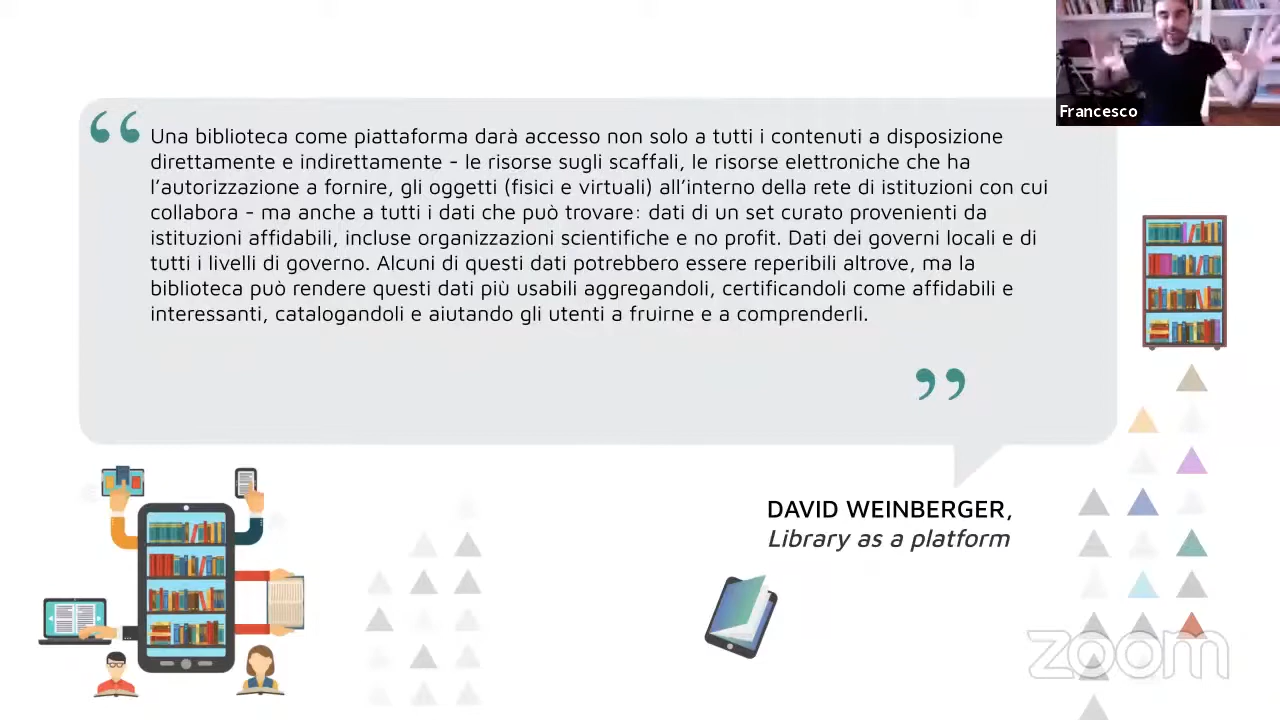 Francesco
“ Una biblioteca come piattaforma darà accesso non solo a tutti i contenuti a disposizione
direttamente e indirettamente - le risorse sugli scaffali, le risorse elettroniche che ha
l’autorizzazione a fornire, gli oggetti (fisici e virtuali) all’interno della rete di istituzioni con cui
collabora - ma anche a tutti i dati che può trovare: dati di un set curato provenienti da
istituzioni affidabili, incluse organizzazioni scientifiche e no profit. Dati dei governi locali e di
tutti i livelli di governo. Alcuni di questi dati potrebbero essere reperibili altrove, ma la
biblioteca può rendere questi dati più usabili aggregandoli, certificandoli come affidabili e
interessanti, catalogandoli e aiutando gli utenti a fruirne e a comprenderli.
”
DAVID WEINBERGER,
Library as a platform
zoom